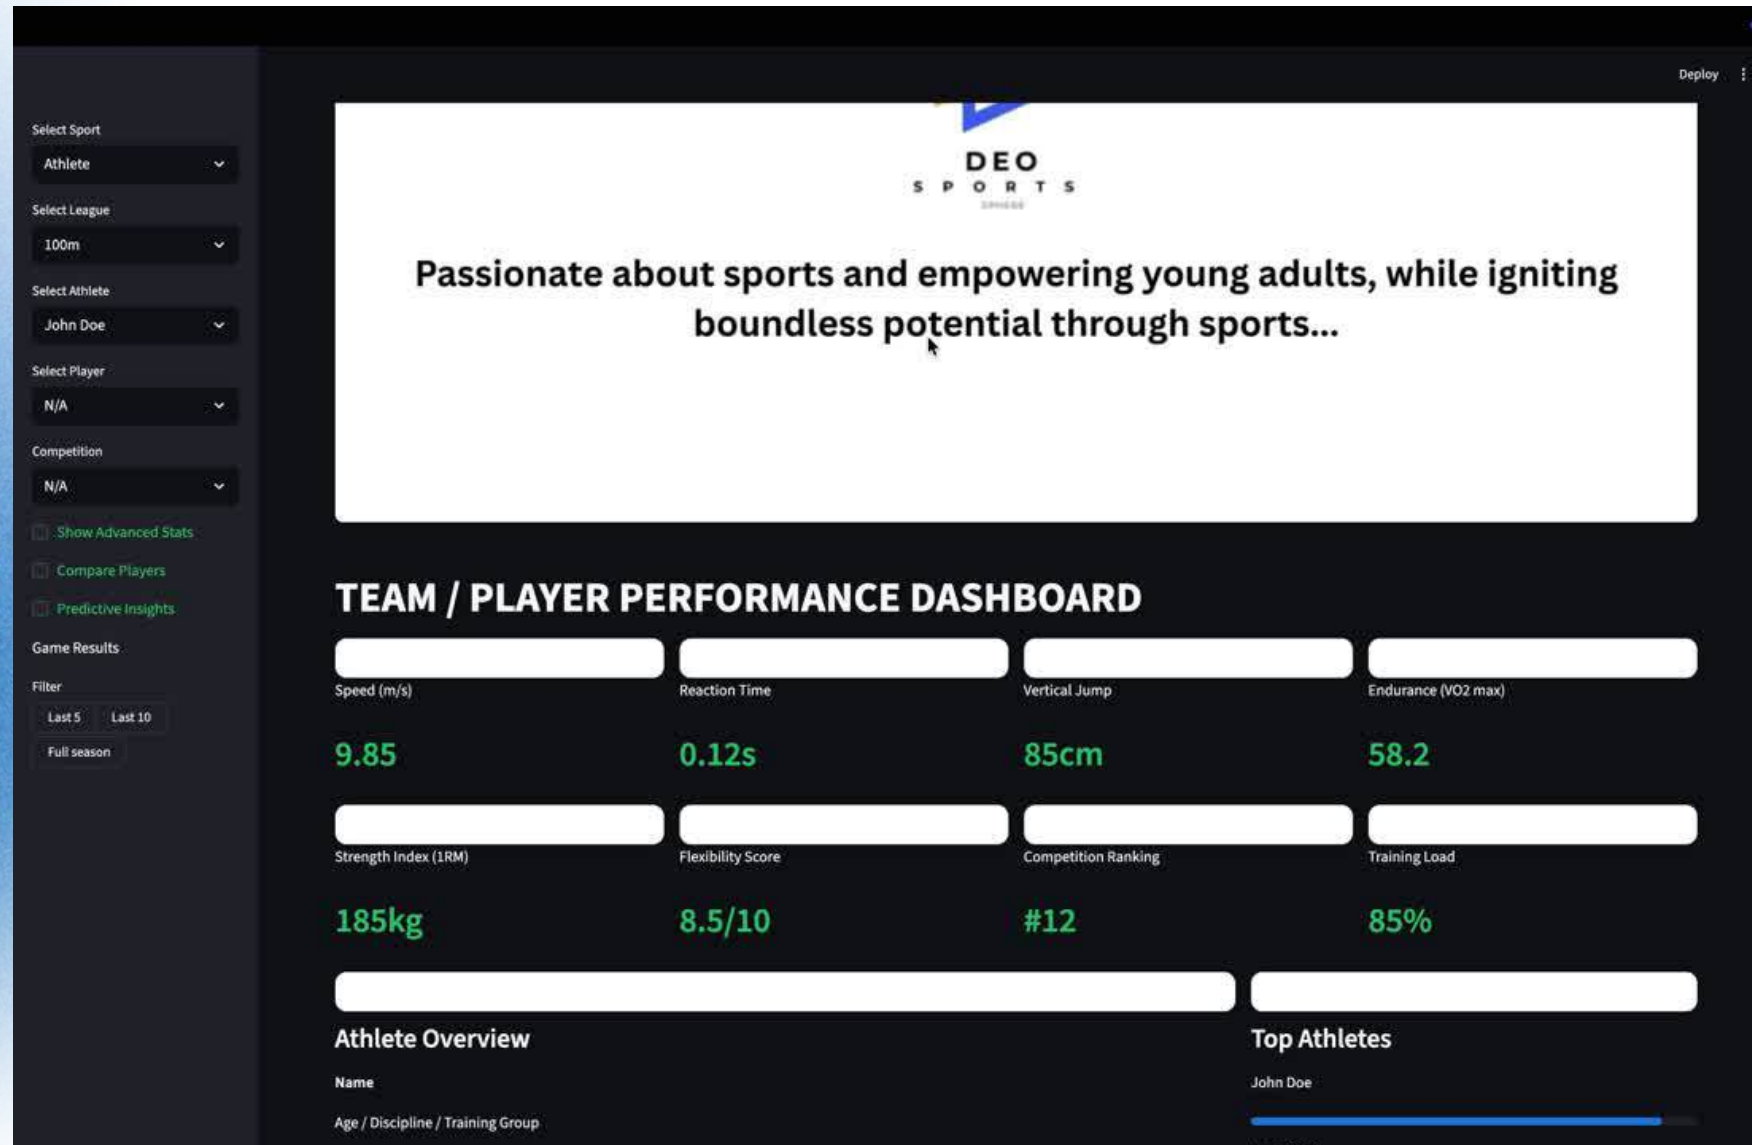 Deploy
Select Sport
Athlete
Select League
100m
Select Athlete
John Doe
Select Player
N/A
Competition
N/A
Show Advanced Stats
Compare Players
Predictive Insights
Game Results
Filter
Last 5 Last 10
Full season
DEO
SPORTS
SPHERE
Passionate about sports and empowering young adults, while igniting
boundless potential through sports...
TEAM / PLAYER PERFORMANCE DASHBOARD
Speed (m/s) Reaction Time Vertical Jump Endurance (VO2 max)
9.85 0.12s 85cm 58.2
Strength Index (1RM) Flexibility Score Competition Ranking Training Load
185kg 8.5/10 #12 85%
Athlete Overview
Name
Age / Discipline / Training Group
Top Athletes
John Doe